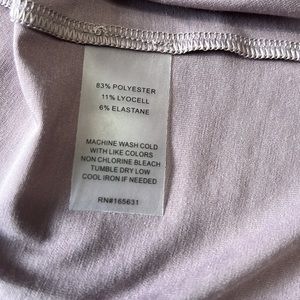 83% POLYESTER
11% LYOCELL
6% ELASTANE
MACHINE WASH COLD
WITH LIKE COLORS
NON CHLORINE BLEACH
TUMBLE DRY LOW
COOL IRON IF NEEDED
RN#165631